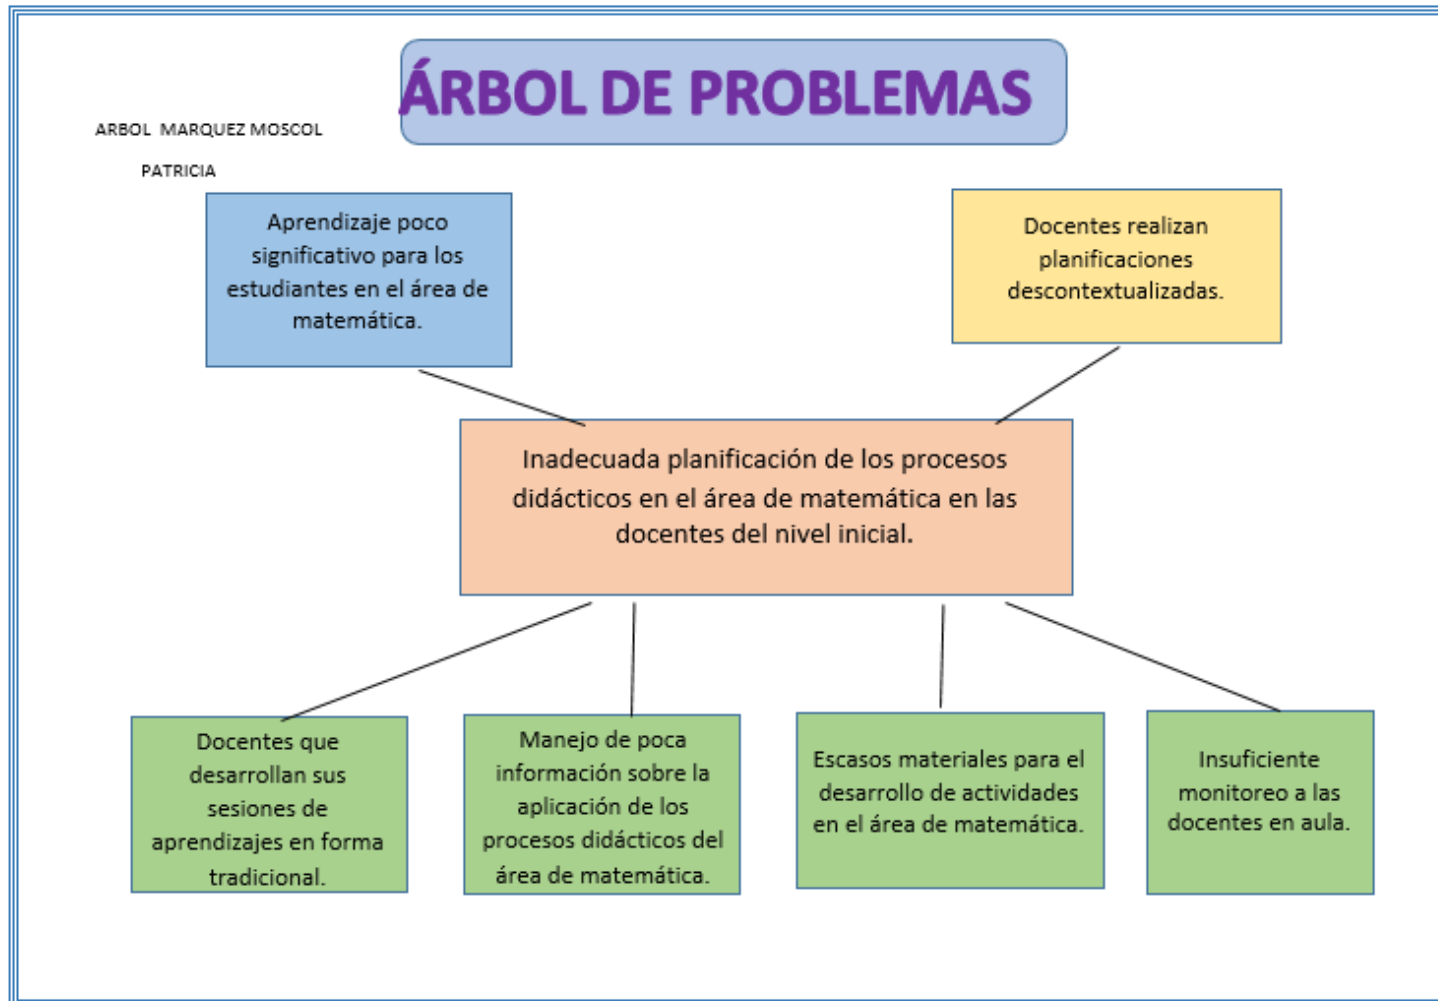 ÁRBOL DE PROBLEMAS
ARBOL MARQUEZ MOSCOL
PATRICIA
Aprendizaje poco
significativo para los
estudiantes en el área de
matemática.
Docentes realizan
planificaciones
descontextualizadas.
Inadecuada planificación de los procesos
didácticos en el área de matemática en las
docentes del nivel inicial.
Docentes que
desarrollan sus
sesiones de
aprendizajes en forma
tradicional.
Manejo de poca
información sobre la
aplicación de los
procesos didácticos del
área de matemática.
Escasos materiales para el
desarrollo de actividades
en el área de matemática.
Insuficiente
monitoreo a las
docentes en aula.